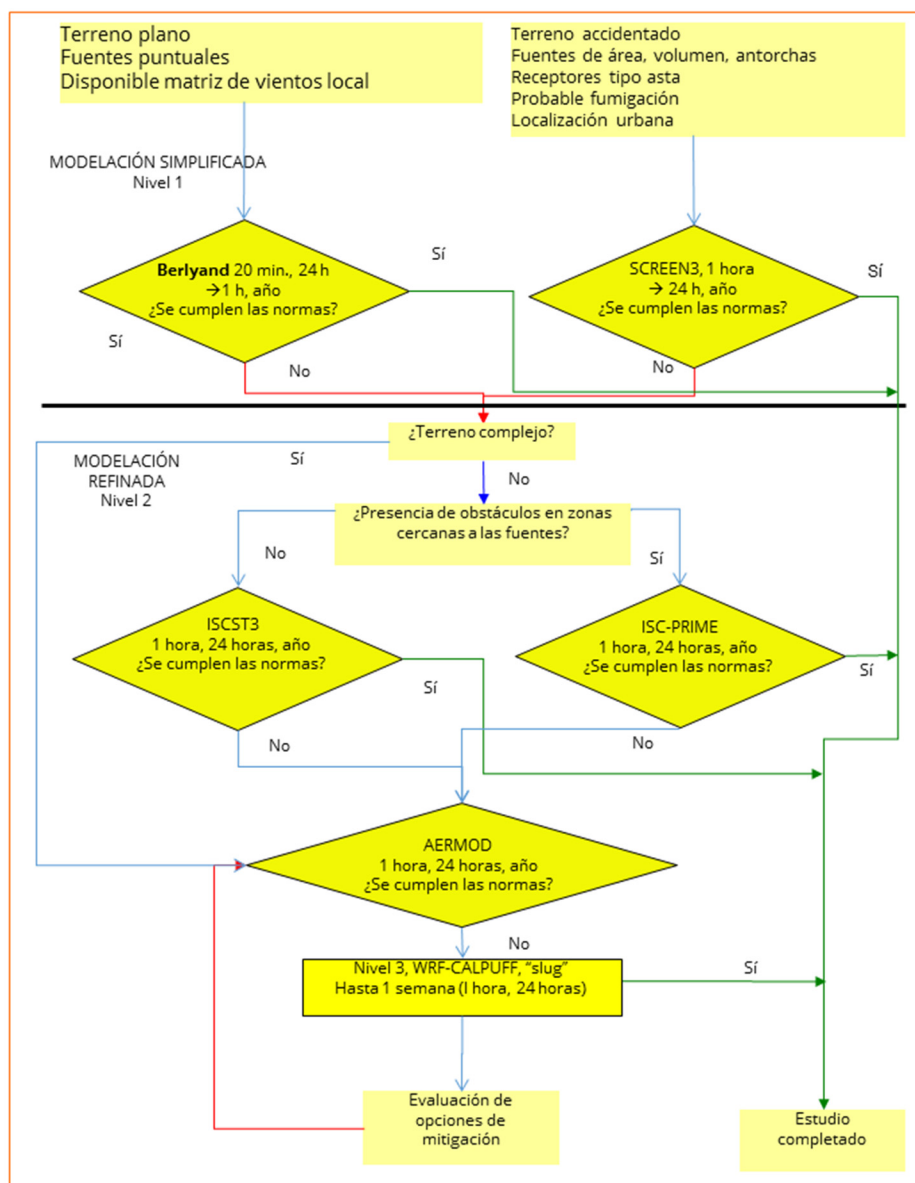 Terreno plano
Fuentes puntuales
Disponible matriz de vientos local
Terreno accidentado
Fuentes de área, volumen, antorchas
Receptores tipo asta
Probable fumigación
Localización urbana
MODELACIÓN SIMPLIFICADA
Nivel 1
Berlyand 20 min., 24 h
→1 h, año
¿Se cumplen las normas?
Sí
Sí
No
SCREEN3, 1 hora
→ 24 h, año
¿Se cumplen las normas?
Sí
No
¿Terreno complejo?
Sí
MODELACIÓN
REFINADA
Nivel 2
No
¿Presencia de obstáculos en zonas
cercanas a las fuentes?
No
Sí
ISCST3
1 hora, 24 horas, año
¿Se cumplen las normas?
Sí
No
ISC-PRIME
1 hora, 24 horas, año
¿Se cumplen las normas?
Sí
No
AERMOD
1 hora, 24 horas, año
¿Se cumplen las normas?
No
Nivel 3, WRF-CALPUFF, “slug”
Hasta 1 semana (l hora, 24 horas)
Sí
Evaluación de
opciones de
mitigación
Estudio
completado